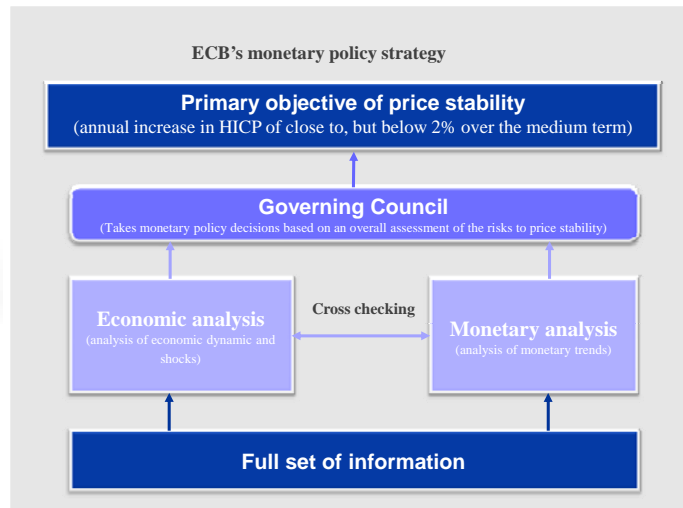 ECB's monetary policy strategy
Primary objective of price stability
(annual increase in HICP of close to, but below 2% over the medium term)
Governing Council
(Takes monetary policy decisions based on an overall assessment of the risks to price stability)
Economic analysis
(analysis of economic dynamic and
shocks)
Cross checking
Monetary analysis
(analysis of monetary trends)
Full set of information